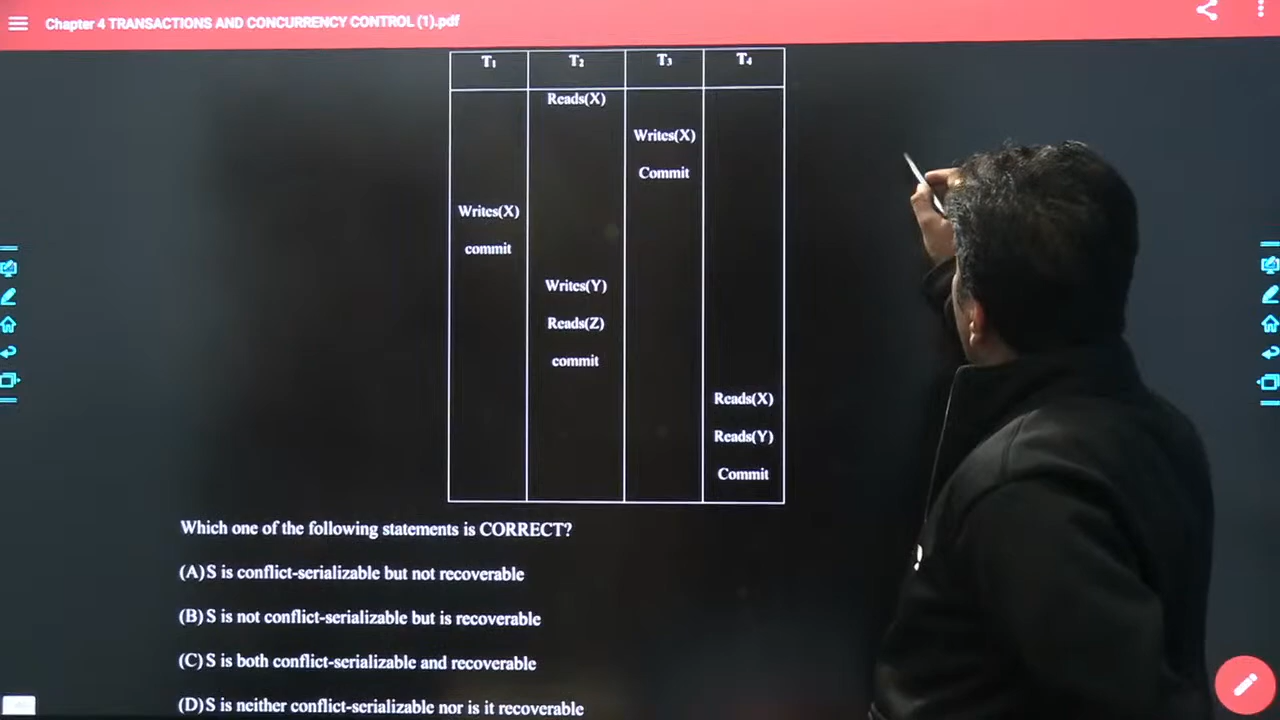 Chapter 4 TRANSACTIONS AND CONCURRENCY CONTROL (1).pdf
T₁ T₂ T₃ T₄
Reads(X)
Writes(X)
Commit
Writes(X)
commit
Writes(Y)
Reads(Z)
commit
Reads(X)
Reads(Y)
Commit
Which one of the following statements is CORRECT?
(A) S is conflict-serializable but not recoverable
(B) S is not conflict-serializable but is recoverable
(C) S is both conflict-serializable and recoverable
(D) S is neither conflict-serializable nor is it recoverable